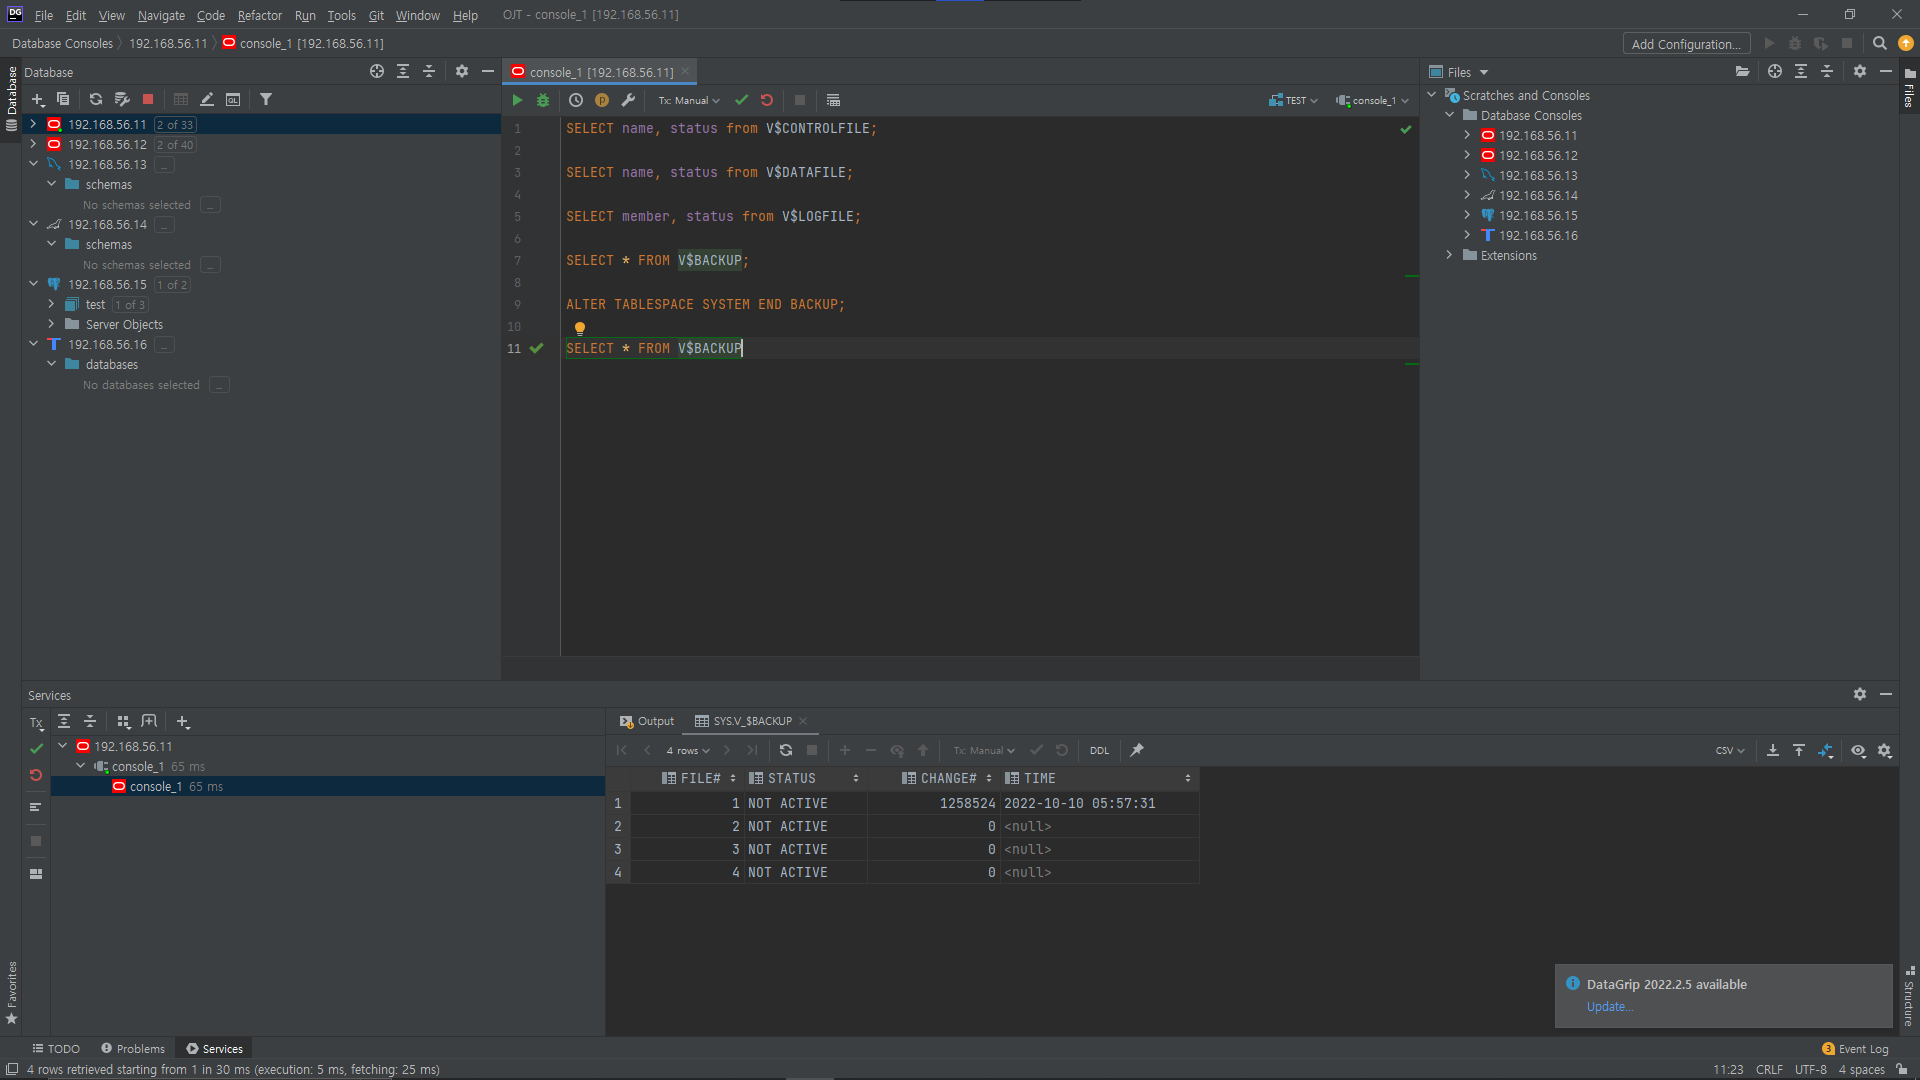 DG File Edit View Navigate Code Refactor Run Tools Git Window Help OJT - console_1 [192.168.56.11]
Database Consoles 192.168.56.11 console_1 [192.168.56.11] Add Configuration...
Database
Database
console_1 [192.168.56.11]
Tx: Manual TEST console_1
192.168.56.11 2 of 33
192.168.56.12 2 of 40
192.168.56.13 ...
schemas
No schemas selected ...
192.168.56.14 ...
schemas
No schemas selected ...
192.168.56.15 1 of 2
test 1 of 3
Server Objects
192.168.56.16 ...
databases
No databases selected ...
1 SELECT name, status from V$CONTROLFILE;
2
3 SELECT name, status from V$DATAFILE;
4
5 SELECT member, status from V$LOGFILE;
6
7 SELECT * FROM V$BACKUP;
8
9 ALTER TABLESPACE SYSTEM END BACKUP;
10
11 SELECT * FROM V$BACKUP
Files
Files
Scratches and Consoles
Database Consoles
192.168.56.11
192.168.56.12
192.168.56.13
192.168.56.14
192.168.56.15
192.168.56.16
Extensions
Services
Tx
192.168.56.11
console_1 65 ms
console_1 65 ms
Output SYS.V_$BACKUP
4 rows Tx: Manual DDL CSV
FILE# STATUS CHANGE# TIME
1 1 NOT ACTIVE 1258524 2022-10-10 05:57:31
2 2 NOT ACTIVE 0 <null>
3 3 NOT ACTIVE 0 <null>
4 4 NOT ACTIVE 0 <null>
Favorites
Structure
DataGrip 2022.2.5 available
Update...
TODO Problems Services 3 Event Log
4 rows retrieved starting from 1 in 30 ms (execution: 5 ms, fetching: 25 ms) 11:23 CRLF UTF-8 4 spaces